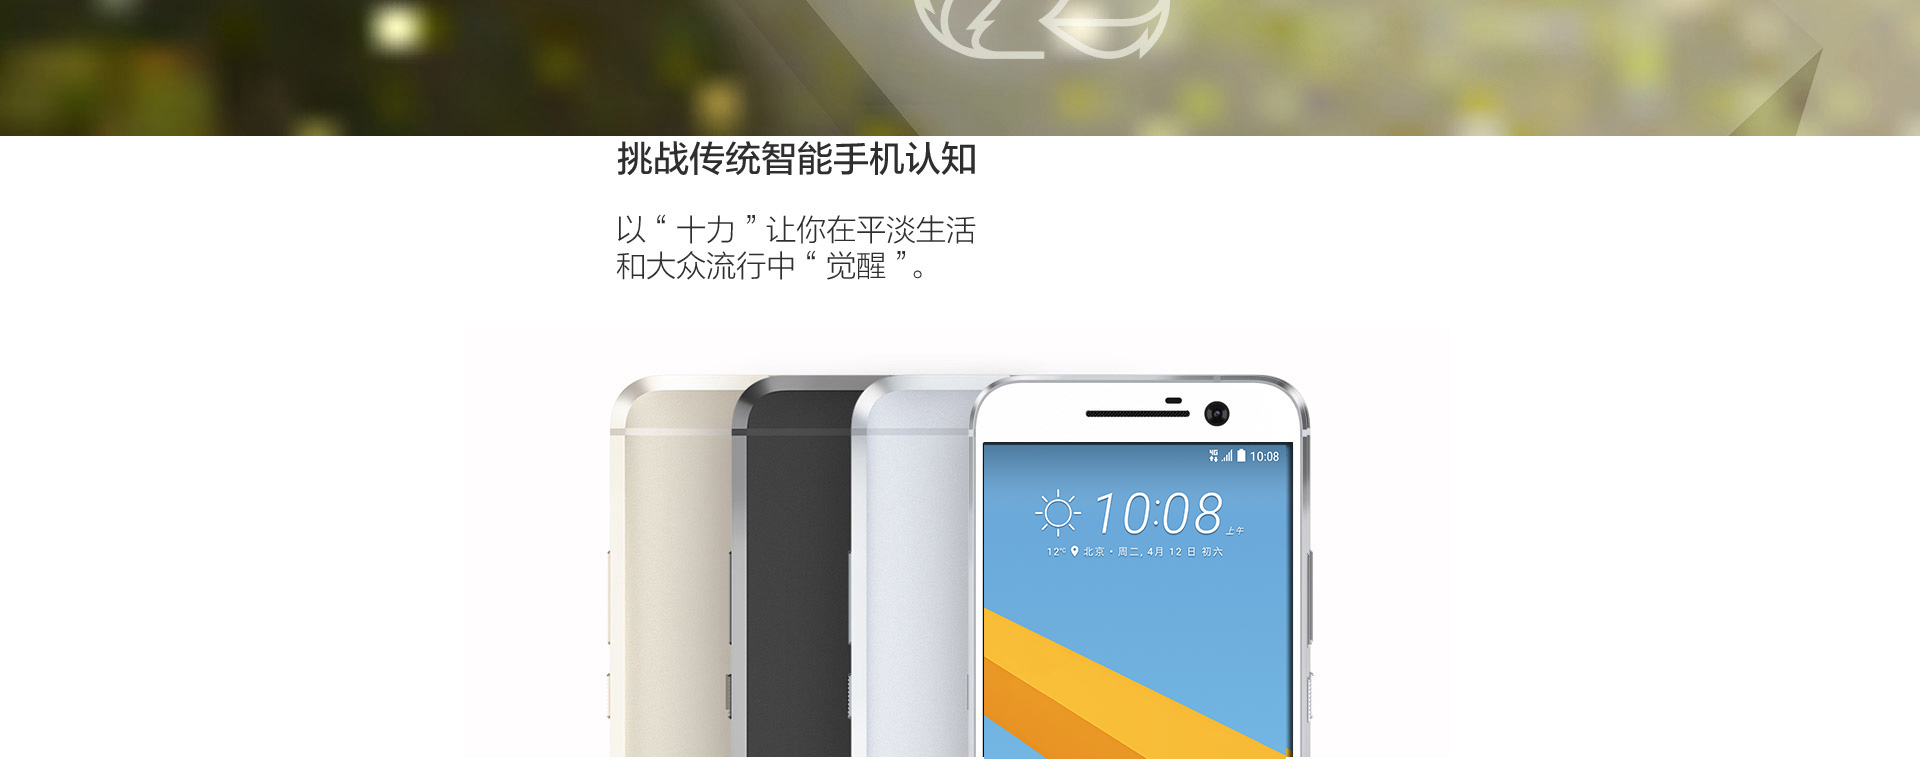 挑战传统智能手机认知
以“十力”让你在平淡生活
和大众流行中“觉醒”。
4G 10:08
10:08 上午
12°C 北京·周二, 4月 12 日 初六